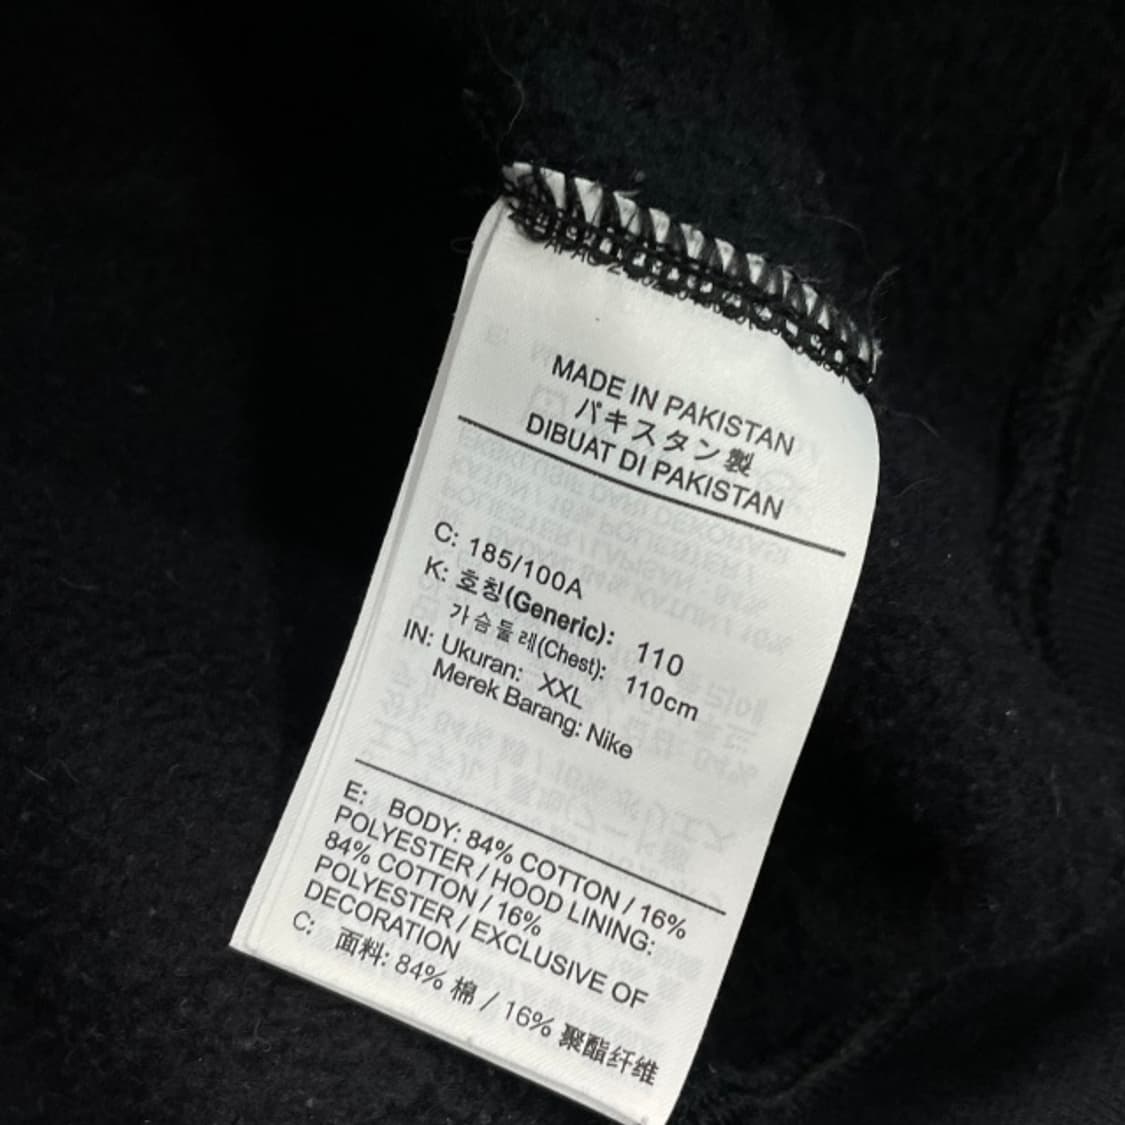 MADE IN PAKISTAN
パキスタン製
DIBUAT DI PAKISTAN
C: 185/100A
K: 호칭(Generic): 110
가슴둘레(Chest): 110cm
IN: Ukuran: XXL
Merek Barang: Nike
E: BODY: 84% COTTON / 16%
POLYESTER / HOOD LINING:
84% COTTON / 16%
POLYESTER / EXCLUSIVE OF
DECORATION
C: 面料: 84% 棉 / 16% 聚酯纤维